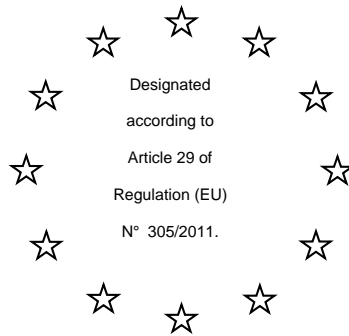 Designated
according to
Article 29 of
Regulation (EU)
N° 305/2011.